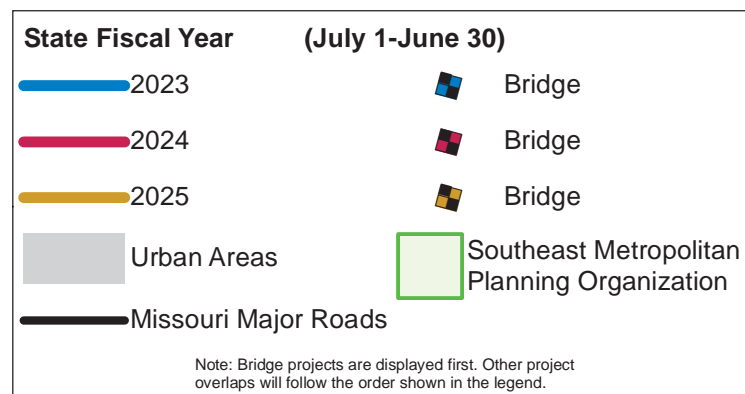 State Fiscal Year (July 1-June 30)
2023 Bridge
2024 Bridge
2025 Bridge
Urban Areas
Southeast Metropolitan
Planning Organization
Missouri Major Roads
Note: Bridge projects are displayed first. Other project
overlaps will follow the order shown in the legend.